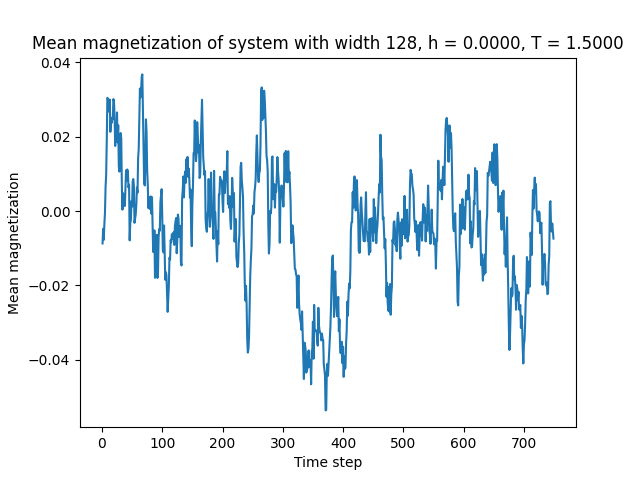 Mean magnetization of system with width 128, h = 0.0000, T = 1.5000
0.04
0.02
0.00
−0.02
−0.04
Mean magnetization
0 100 200 300 400 500 600 700
Time step